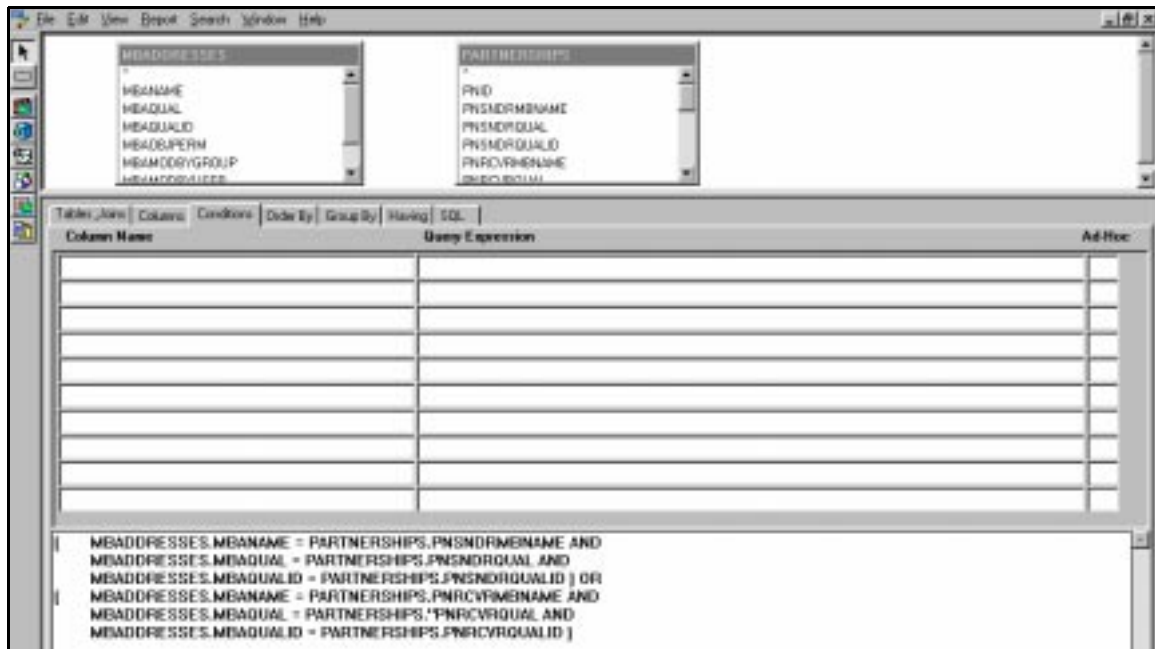 File Edit View Report Search Window Help
MBADDRESSES
*
MBANAME
MBAQUAL
MBAQUALID
MBAOBJPERM
MBAMODBYGROUP
MBAMODBYUSER
PARTNERSHIPS
*
PNID
PNSNDRMBNAME
PNSNDRQUAL
PNSNDRQUALID
PNRCVRMBNAME
PNRCVRQUAL
Tables, Joins Columns Conditions Order By Group By Having SQL
Column Name Query Expression Ad-Hoc
( MBADDRESSES.MBANAME = PARTNERSHIPS.PNSNDRMBNAME AND
MBADDRESSES.MBAQUAL = PARTNERSHIPS.PNSNDRQUAL AND
MBADDRESSES.MBAQUALID = PARTNERSHIPS.PNSNDRQUALID ) OR
( MBADDRESSES.MBANAME = PARTNERSHIPS.PNRCVRMBNAME AND
MBADDRESSES.MBAQUAL = PARTNERSHIPS."PNRCVRQUAL AND
MBADDRESSES.MBAQUALID = PARTNERSHIPS.PNRCVRQUALID )